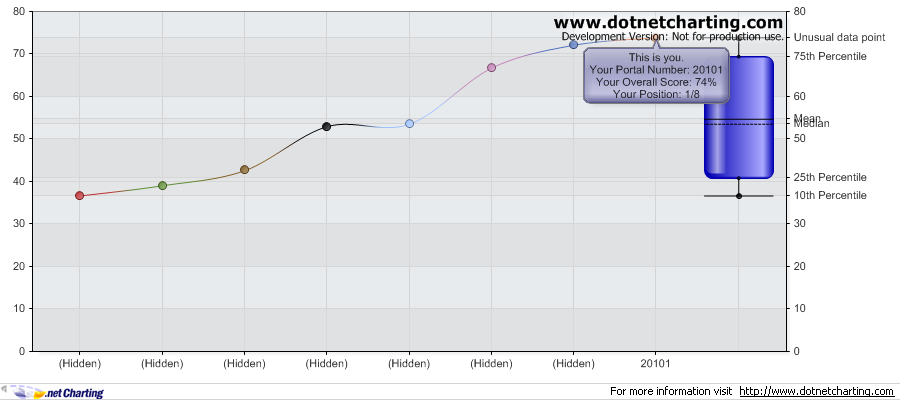 www.dotnetcharting.com
Development Version: Not for production use.
80
70
60
50
40
30
20
10
0
This is you.
Your Portal Number: 20101
Your Overall Score: 74%
Your Position: 1/8
80
Unusual data point
75th Percentile
60
Mean
Median
50
25th Percentile
10th Percentile
30
20
10
0
(Hidden) (Hidden) (Hidden) (Hidden) (Hidden) (Hidden) (Hidden) 20101
.net Charting
For more information visit http://www.dotnetcharting.com